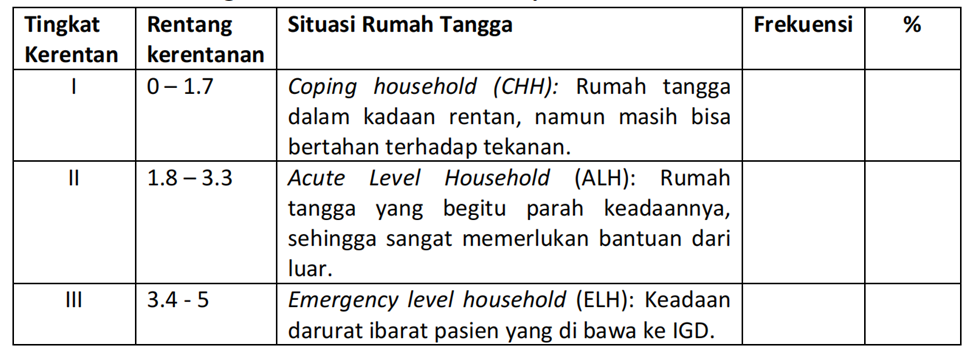 Tingkat Kerentan
Rentang kerentanan
Situasi Rumah Tangga
Frekuensi
%
I
0 – 1.7
Coping household (CHH): Rumah tangga
dalam kadaan rentan, namun masih bisa
bertahan terhadap tekanan.
II
1.8 – 3.3
Acute Level Household (ALH): Rumah
tangga yang begitu parah keadaannya,
sehingga sangat memerlukan bantuan dari
luar.
III
3.4 - 5
Emergency level household (ELH): Keadaan
darurat ibarat pasien yang di bawa ke IGD.